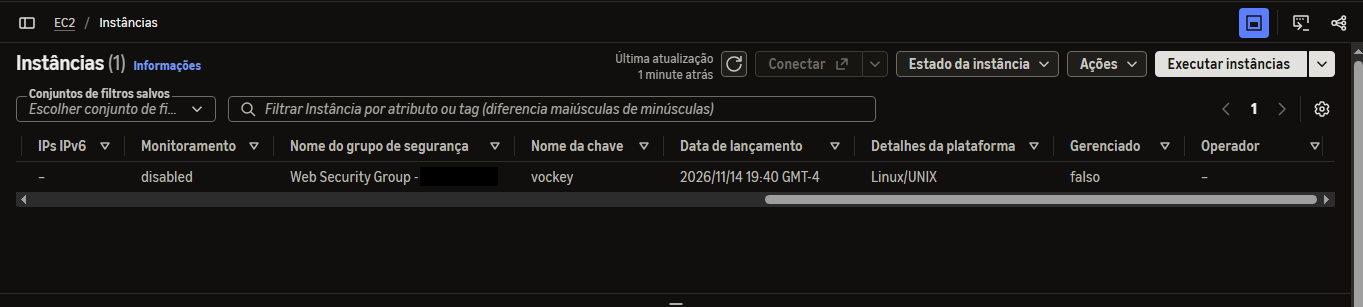 EC2 / Instâncias
Instâncias (1) Informações
Última atualização
1 minute atrás
Conectar
Estado da instância
Ações
Executar instâncias
Conjuntos de filtros salvos
Escolher conjunto de fi...
Filtrar Instância por atributo ou tag (diferencia maiúsculas de minúsculas)
1
IPs IPv6 Monitoramento Nome do grupo de segurança Nome da chave Data de lançamento Detalhes da plataforma Gerenciado Operador
– disabled Web Security Group - vockey 2026/11/14 19:40 GMT-4 Linux/UNIX falso –